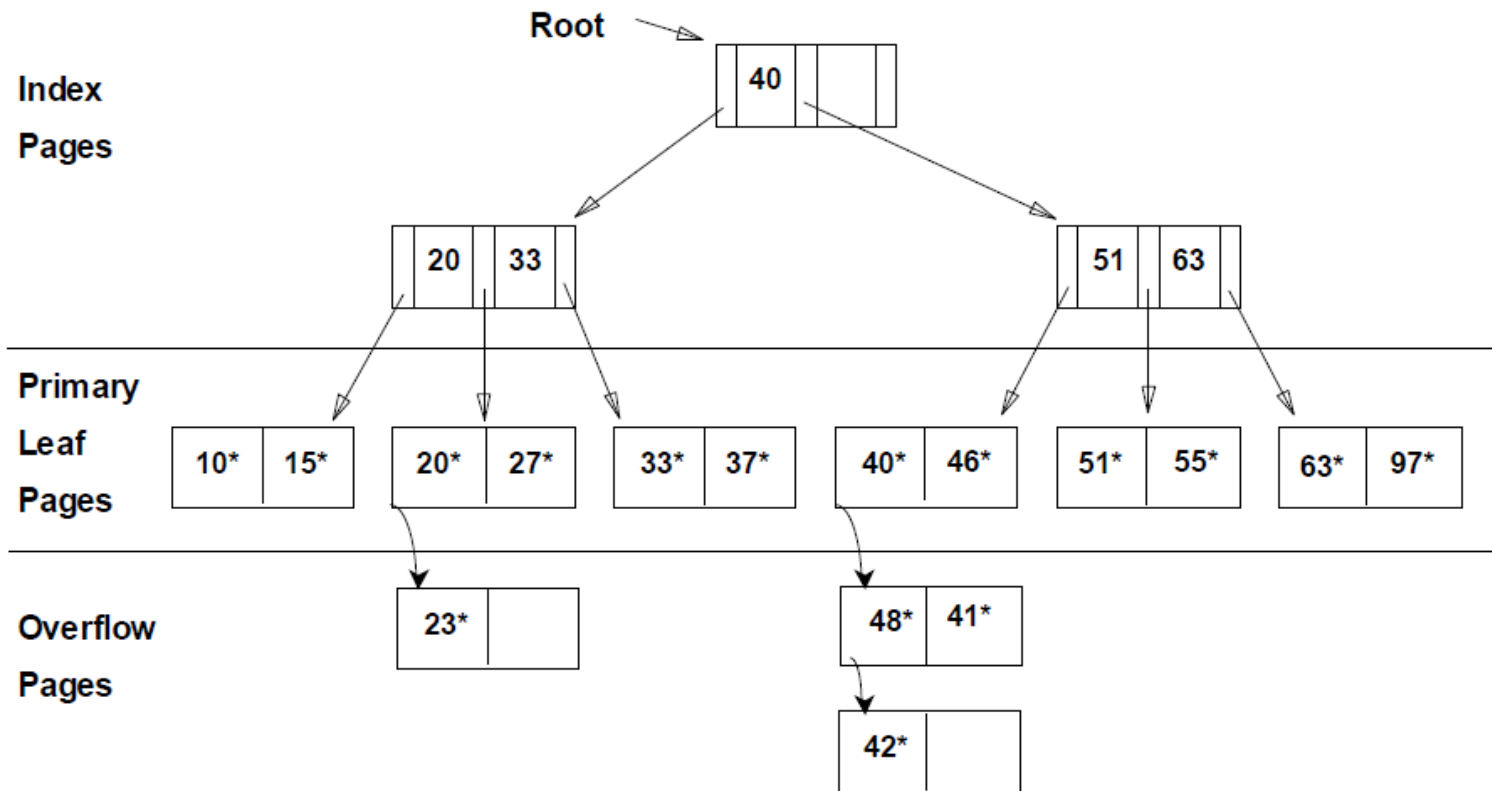 Root
Index
Pages
40
20 33
51 63
Primary
Leaf
Pages
10* 15*
20* 27*
33* 37*
40* 46*
51* 55*
63* 97*
Overflow
Pages
23*
48* 41*
42*